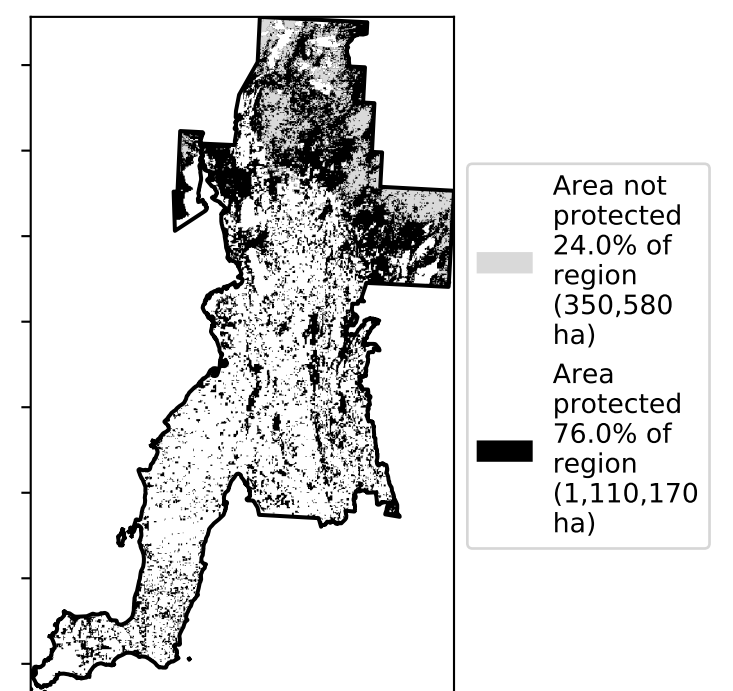 Area not
protected
24.0% of
region
(350,580
ha)
Area
protected
76.0% of
region
(1,110,170
ha)